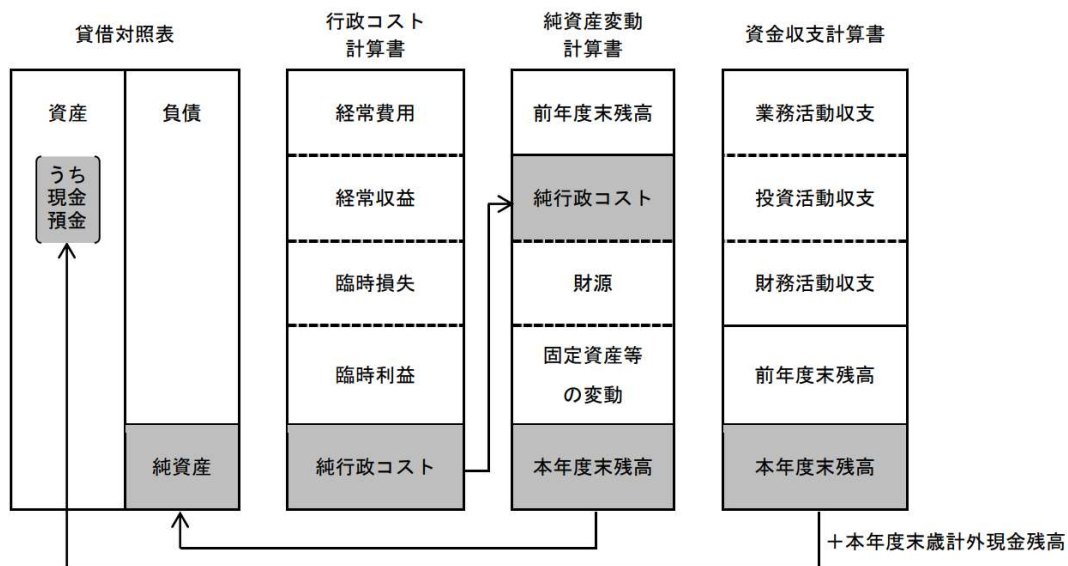 貸借対照表
行政コスト
計算書
純資産変動
計算書
資金収支計算書
資産
負債
うち
現金
預金
純資産
経常費用
経常収益
臨時損失
臨時利益
純行政コスト
前年度末残高
純行政コスト
財源
固定資産等
の変動
本年度末残高
業務活動収支
投資活動収支
財務活動収支
前年度末残高
本年度末残高
＋本年度末歳計外現金残高